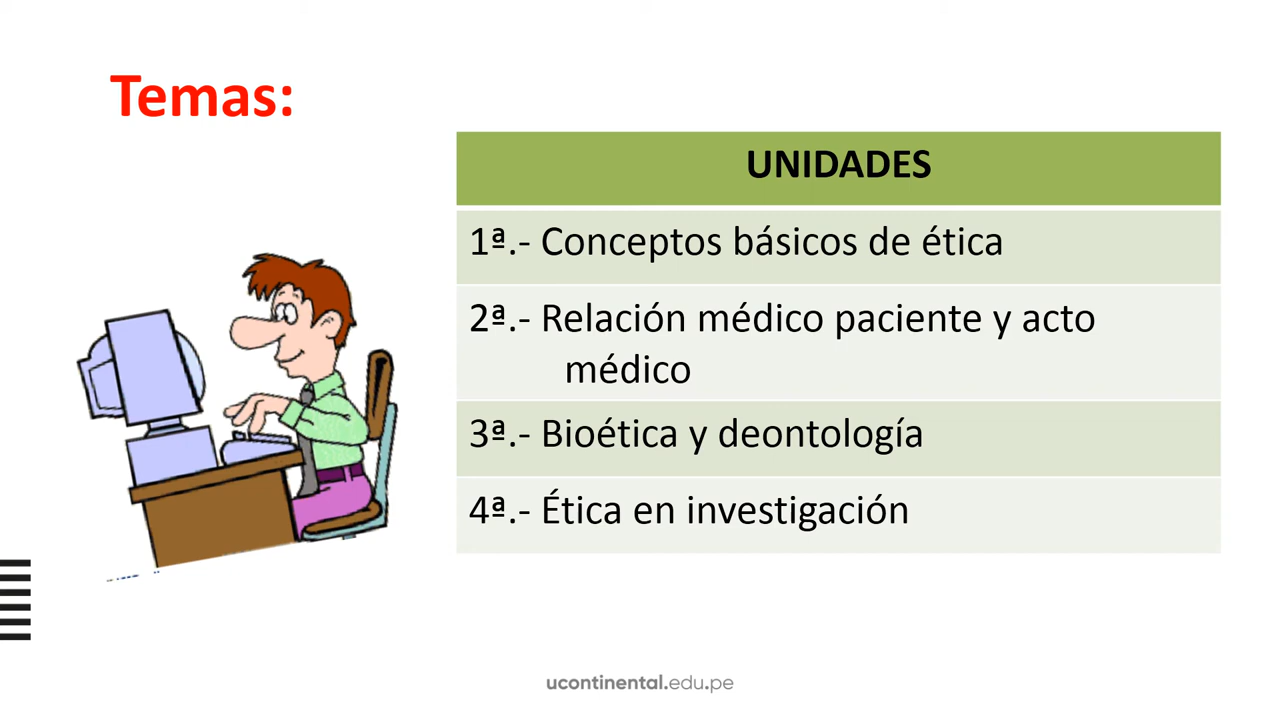 Temas:
UNIDADES
1ª.- Conceptos básicos de ética
2ª.- Relación médico paciente y acto
médico
3ª.- Bioética y deontología
4ª.- Ética en investigación
ucontinental.edu.pe